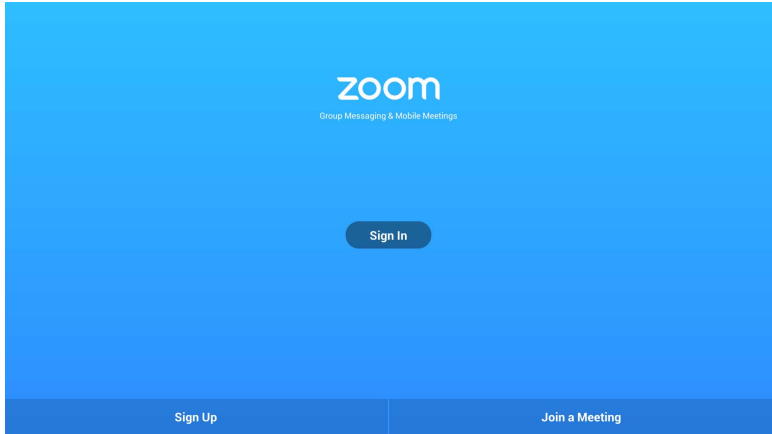 zoom
Group Messaging & Mobile Meetings
Sign In
Sign Up
Join a Meeting